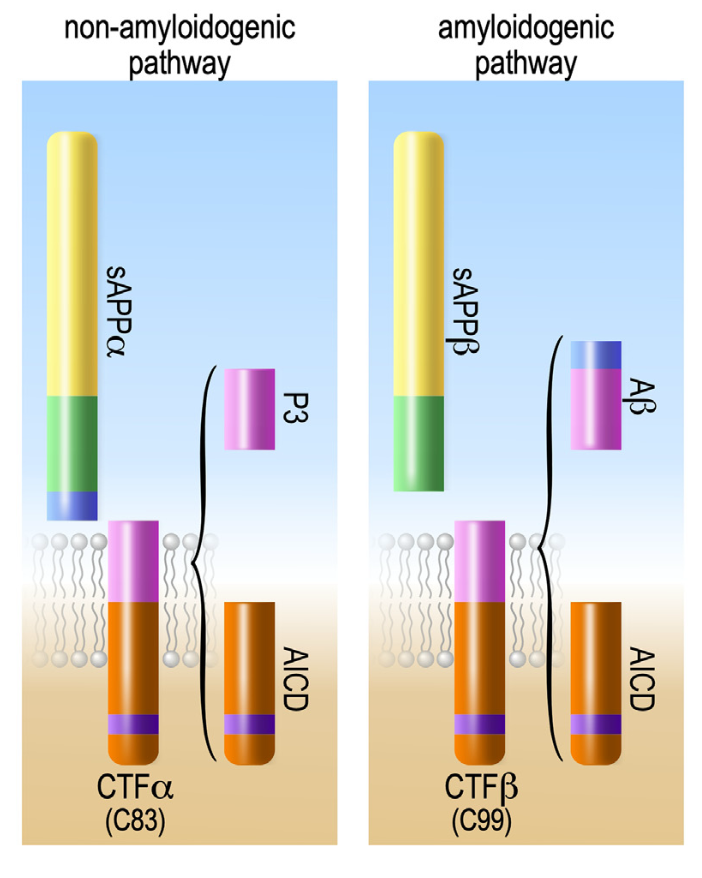 non-amyloidogenic
pathway
sAPPα
P3
AICD
CTFα
(C83)
amyloidogenic
pathway
sAPPβ
Aβ
AICD
CTFβ
(C99)